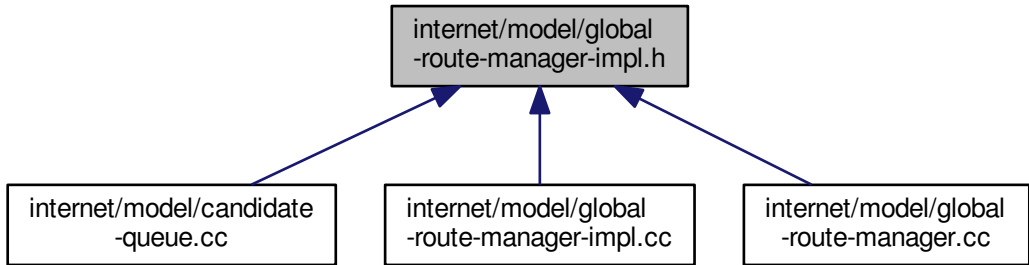 internet/model/global
-route-manager-impl.h
internet/model/candidate
-queue.cc
internet/model/global
-route-manager-impl.cc
internet/model/global
-route-manager.cc